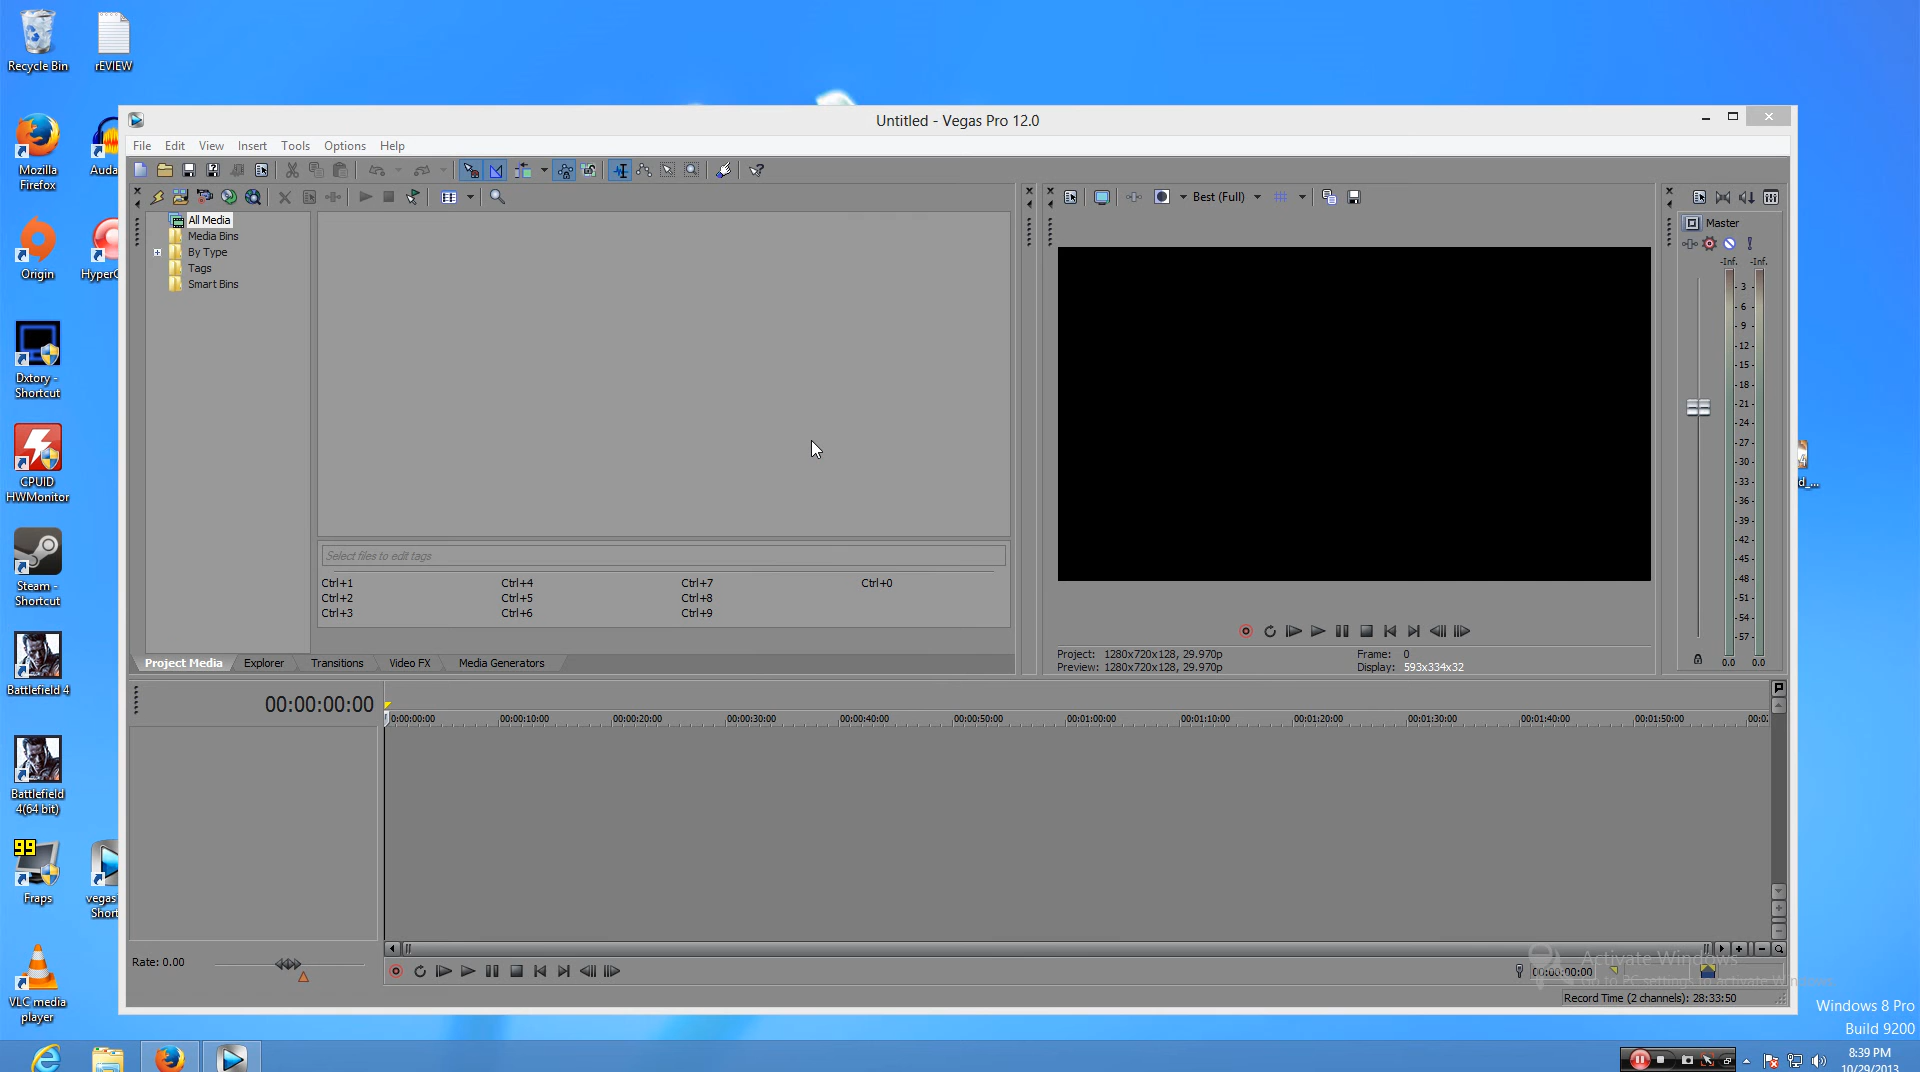 Recycle Bin
rEVIEW
Mozilla
Firefox
Origin
Dxtory -
Shortcut
CPUID
HWMonitor
Steam -
Shortcut
Battlefield 4
Battlefield
4(64 bit)
99
Fraps
VLC media
player
Untitled - Vegas Pro 12.0
File Edit View Insert Tools Options Help
All Media
Media Bins
By Type
Tags
Smart Bins
Select files to edit tags
Ctrl+1 Ctrl+4 Ctrl+7 Ctrl+0
Ctrl+2 Ctrl+5 Ctrl+8
Ctrl+3 Ctrl+6 Ctrl+9
Project Media Explorer Transitions Video FX Media Generators
Best (Full)
Project: 1280x720x128, 29.970p Frame: 0
Preview: 1280x720x128, 29.970p Display: 593x334x32
Master
-Inf. -Inf.
- 3 -
- 6 -
- 9 -
- 12 -
- 15 -
- 18 -
- 21 -
- 24 -
- 27 -
- 30 -
- 33 -
- 36 -
- 39 -
- 42 -
- 45 -
- 48 -
- 51 -
- 54 -
- 57 -
0.0 0.0
00:00:00:00
0:00:00:00 00:00:10:00 00:00:20:00 00:00:30:00 00:00:40:00 00:00:50:00 00:01:00:00 00:01:10:00 00:01:20:00 00:01:30:00 00:01:40:00 00:01:50:00 00:0
Rate: 0.00
00:00:00:00
Activate Windows
Go to PC settings to activate Windows
Record Time (2 channels): 28:33:50
Windows 8 Pro
Build 9200
8:39 PM
10/29/2013